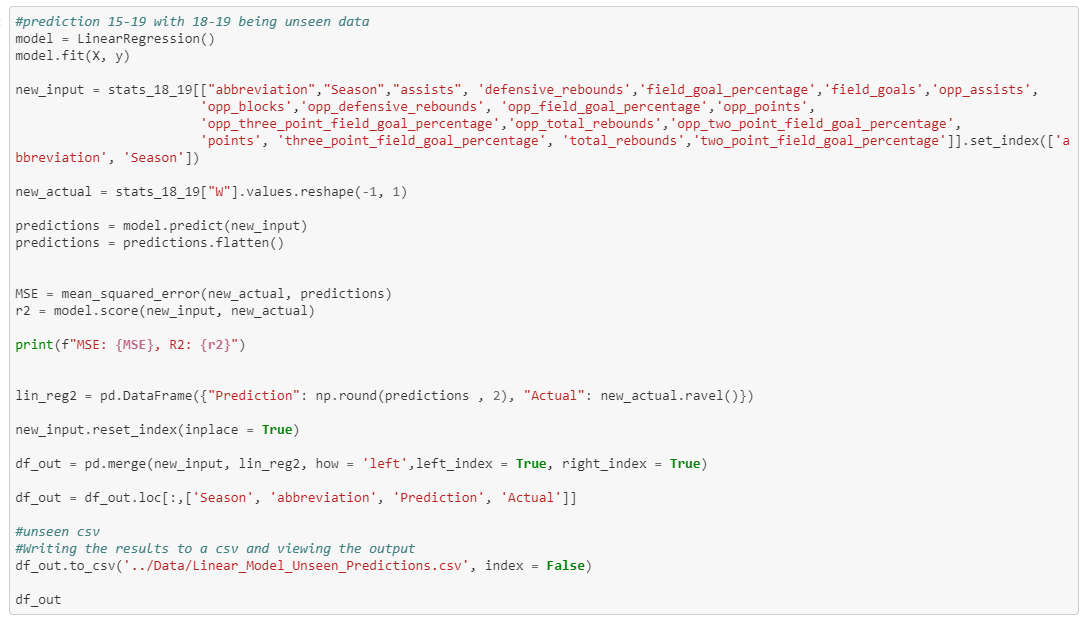 #prediction 15-19 with 18-19 being unseen data
model = LinearRegression()
model.fit(X, y)
new_input = stats_18_19[["abbreviation","Season","assists", 'defensive_rebounds','field_goal_percentage','field_goals','opp_assists',
'opp_blocks','opp_defensive_rebounds', 'opp_field_goal_percentage','opp_points',
'opp_three_point_field_goal_percentage','opp_total_rebounds','opp_two_point_field_goal_percentage',
'points', 'three_point_field_goal_percentage', 'total_rebounds','two_point_field_goal_percentage']].set_index(['a
bbreviation', 'Season'])
new_actual = stats_18_19["W"].values.reshape(-1, 1)
predictions = model.predict(new_input)
predictions = predictions.flatten()
MSE = mean_squared_error(new_actual, predictions)
r2 = model.score(new_input, new_actual)
print(f"MSE: {MSE}, R2: {r2}")
lin_reg2 = pd.DataFrame({"Prediction": np.round(predictions , 2), "Actual": new_actual.ravel()})
new_input.reset_index(inplace = True)
df_out = pd.merge(new_input, lin_reg2, how = 'left',left_index = True, right_index = True)
df_out = df_out.loc[:,['Season', 'abbreviation', 'Prediction', 'Actual']]
#unseen csv
#Writing the results to a csv and viewing the output
df_out.to_csv('../Data/Linear_Model_Unseen_Predictions.csv', index = False)
df_out